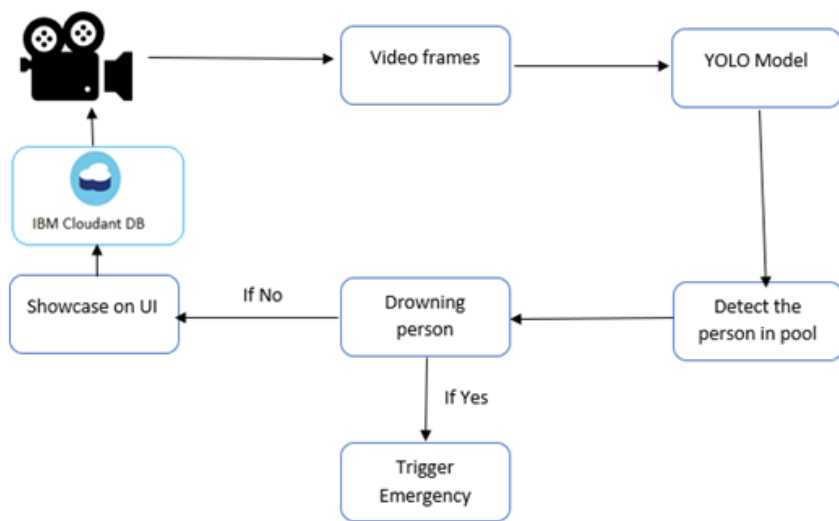 Video frames
YOLO Model
IBM Cloudant DB
Showcase on UI
If No
Drowning
person
Detect the
person in pool
If Yes
Trigger
Emergency